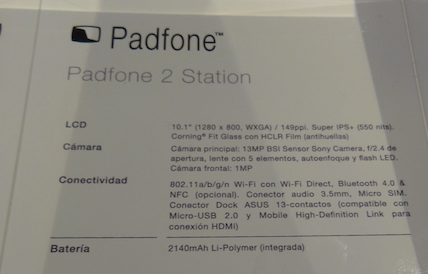 Padfone™
Padfone 2 Station
LCD
10.1" (1280 x 800, WXGA) / 149ppi. Super IPS+ (550 nits).
Corning® Fit Glass con HCLR Film (antihuellas)
Cámara
Cámara principal: 13MP BSI Sensor Sony Camera, f/2.4 de
apertura, lente con 5 elementos, autoenfoque y flash LED.
Cámara frontal: 1MP
Conectividad
802.11a/b/g/n Wi-Fi con Wi-Fi Direct, Bluetooth 4.0 &
NFC (opcional), Conector audio 3.5mm, Micro SIM.
Conector Dock ASUS 13-contactos (compatible con
Micro-USB 2.0 y Mobile High-Definition Link para
conexión HDMI)
Batería
2140mAh Li-Polymer (integrada)